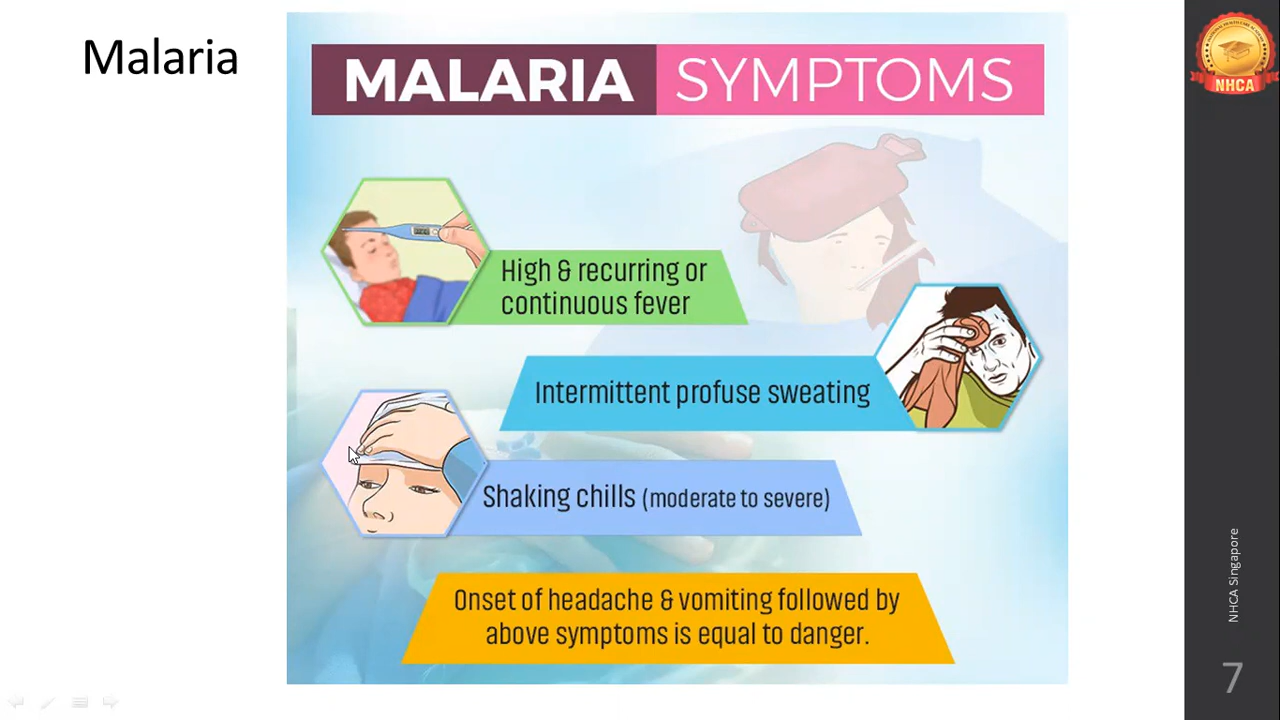 Malaria
MALARIA SYMPTOMS
High & recurring or
continuous fever
Intermittent profuse sweating
Shaking chills (moderate to severe)
Onset of headache & vomiting followed by
above symptoms is equal to danger.
NHCA
NHCA Singapore
7